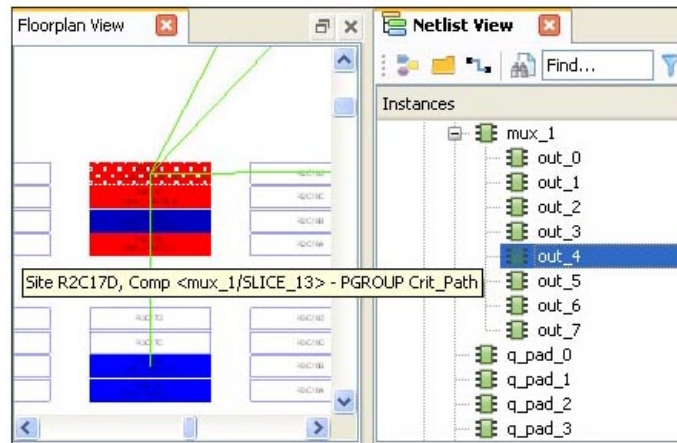 Floorplan View
Netlist View
Find...
Instances
mux_1
out_0
out_1
out_2
out_3
out_4
out_5
out_6
out_7
q_pad_0
q_pad_1
q_pad_2
q_pad_3
Site R2C17D, Comp <mux_1/SLICE_13> - PGROUP Crit_Path